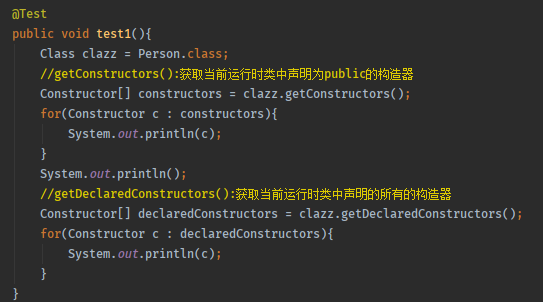 @Test
public void test1(){
Class clazz = Person.class;
//getConstructors():获取当前运行时类中声明为public的构造器
Constructor[] constructors = clazz.getConstructors();
for(Constructor c : constructors){
System.out.println(c);
}
System.out.println();
//getDeclaredConstructors():获取当前运行时类中声明的所有的构造器
Constructor[] declaredConstructors = clazz.getDeclaredConstructors();
for(Constructor c : declaredConstructors){
System.out.println(c);
}
}